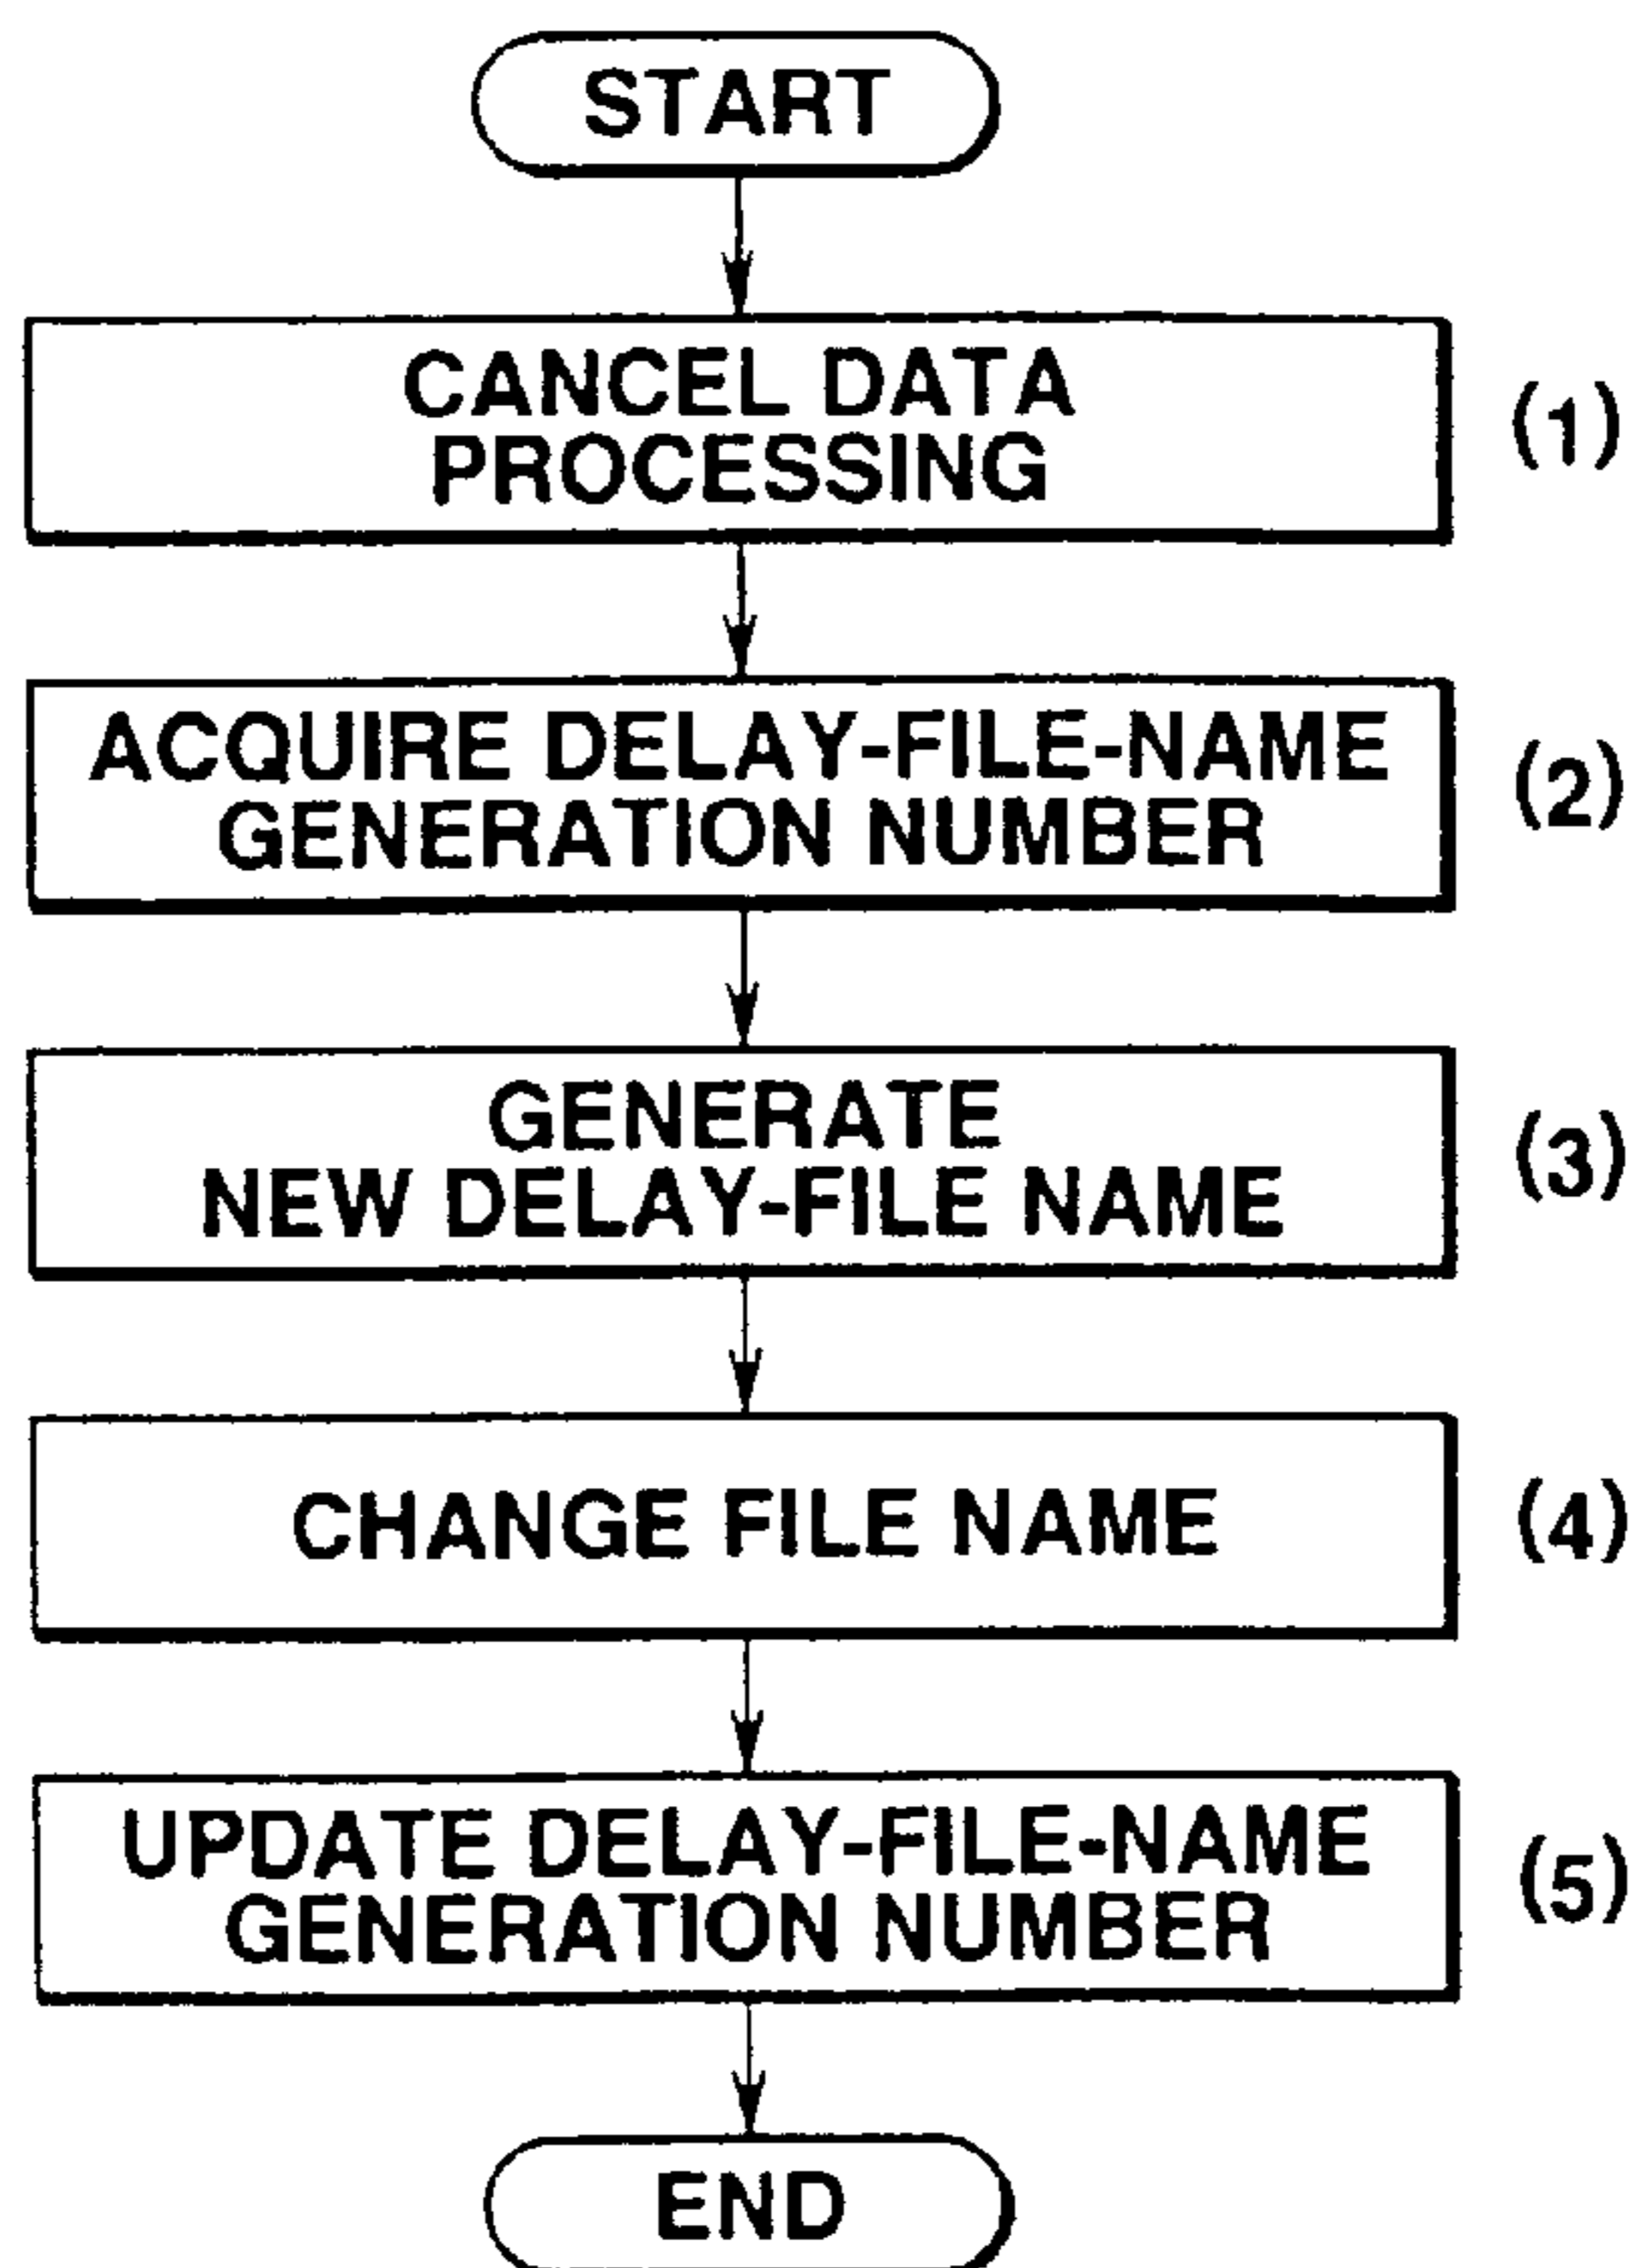 START
CANCEL DATA
PROCESSING
(1)
ACQUIRE DELAY-FILE-NAME
GENERATION NUMBER
(2)
GENERATE
NEW DELAY-FILE NAME
(3)
CHANGE FILE NAME
(4)
UPDATE DELAY-FILE-NAME
GENERATION NUMBER
(5)
END